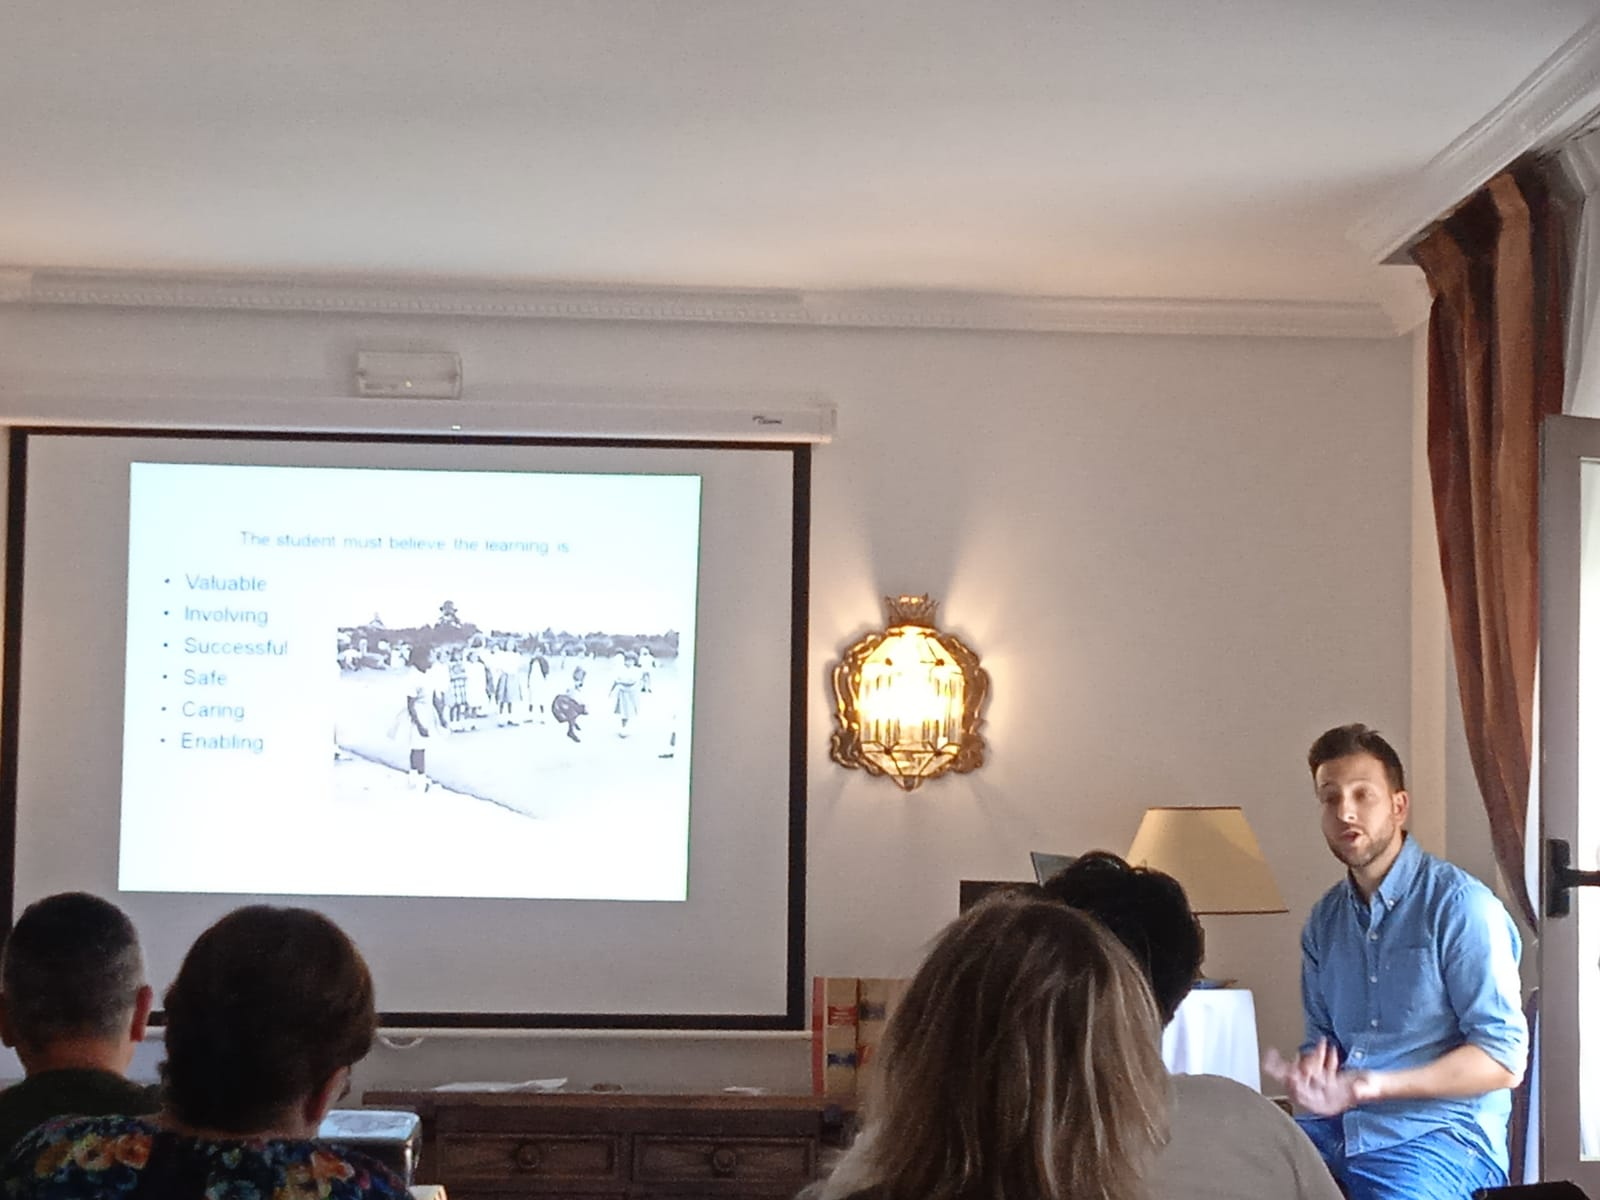 The student must believe the learning is
• Valuable
• Involving
• Successful
• Safe
• Caring
• Enabling